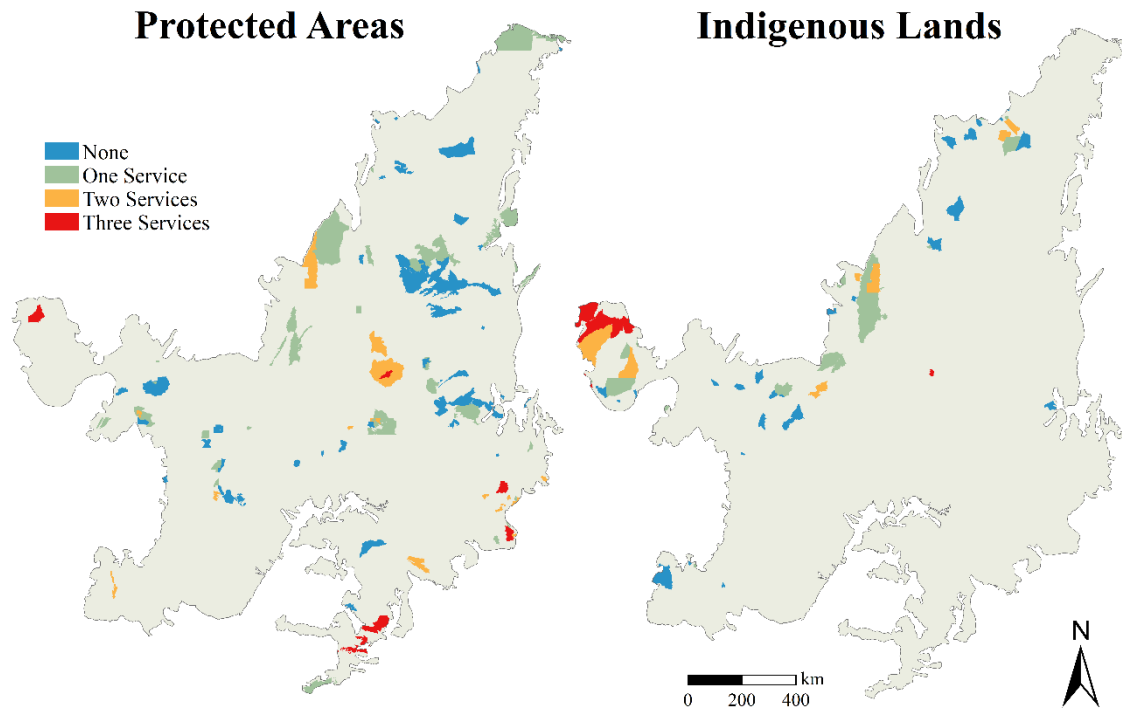 Protected Areas
Indigenous Lands
None
One Service
Two Services
Three Services
N
km
0 200 400